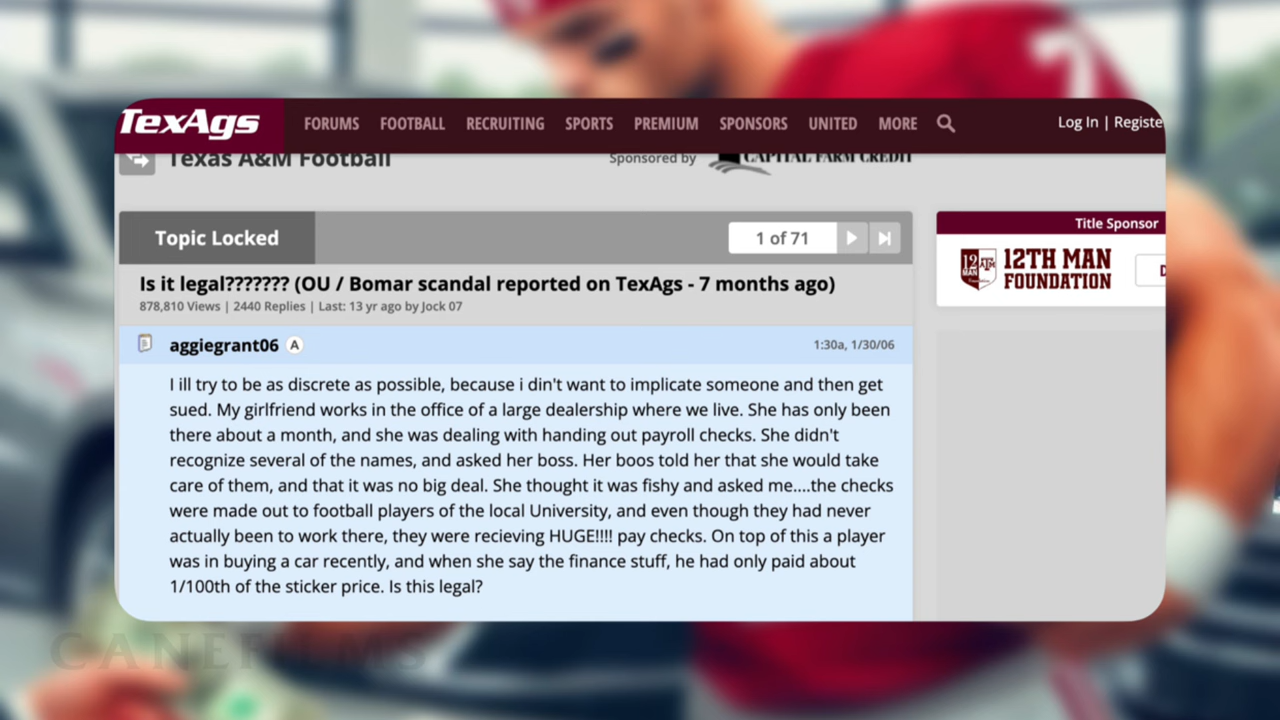 TexAgs
FORUMS FOOTBALL RECRUITING SPORTS PREMIUM SPONSORS UNITED MORE
Log In | Registe
Texas A&M Football
Sponsored by CAPITAL FARM CREDIT
Topic Locked
1 of 71
Title Sponsor
12 MAN
12TH MAN
FOUNDATION
D
Is it legal??????? (OU / Bomar scandal reported on TexAgs - 7 months ago)
878,810 Views | 2440 Replies | Last: 13 yr ago by Jock 07
aggiegrant06 A
1:30a, 1/30/06
I ill try to be as discrete as possible, because i din't want to implicate someone and then get
sued. My girlfriend works in the office of a large dealership where we live. She has only been
there about a month, and she was dealing with handing out payroll checks. She didn't
recognize several of the names, and asked her boss. Her boos told her that she would take
care of them, and that it was no big deal. She thought it was fishy and asked me....the checks
were made out to football players of the local University, and even though they had never
actually been to work there, they were recieving HUGE!!!! pay checks. On top of this a player
was in buying a car recently, and when she say the finance stuff, he had only paid about
1/100th of the sticker price. Is this legal?
CANEFILMS